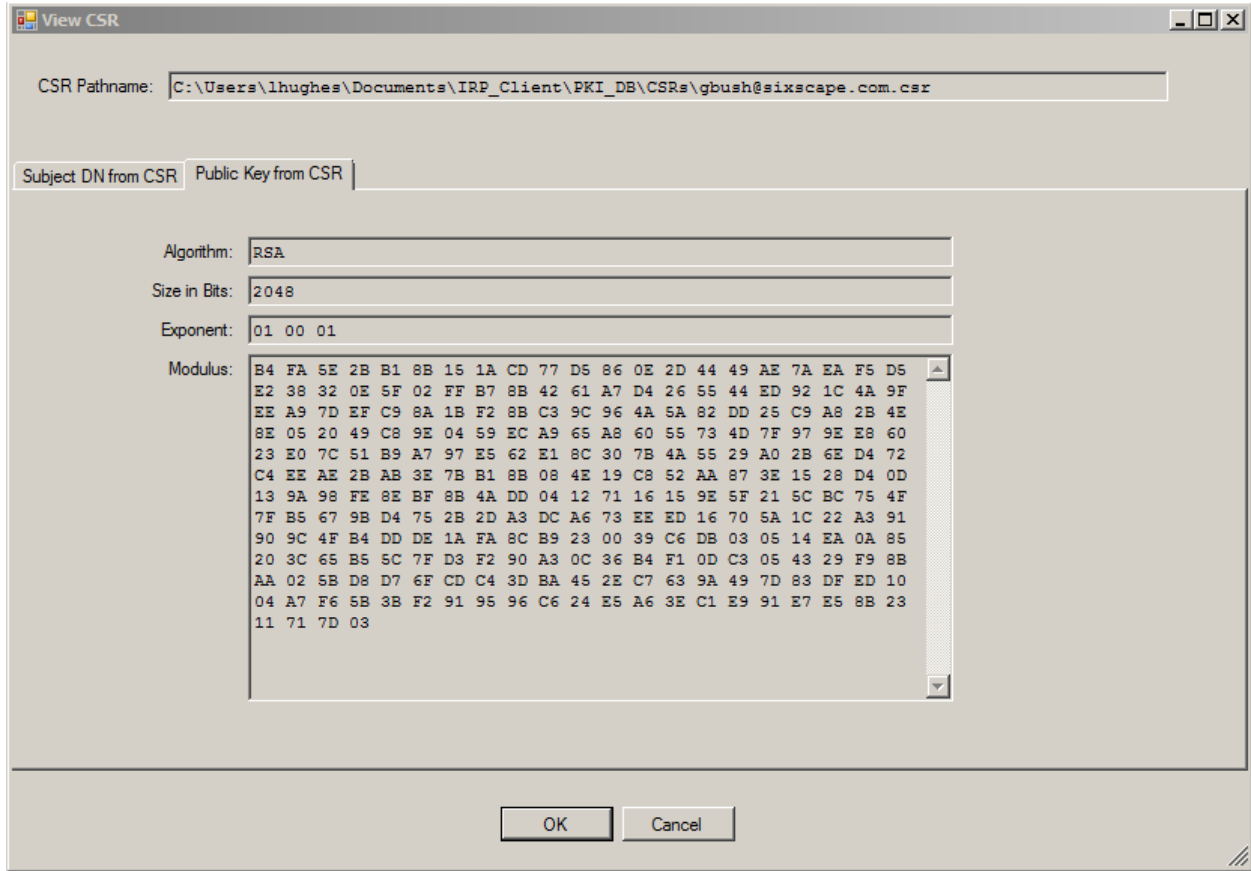 View CSR
CSR Pathname: C:\Users\lhughes\Documents\IRP_Client\PKI_DB\CSRs\gbush@sixscape.com.csr
Subject DN from CSR Public Key from CSR
Algorithm: RSA
Size in Bits: 2048
Exponent: 01 00 01
Modulus: B4 FA 5E 2B B1 8B 15 1A CD 77 D5 86 0E 2D 44 49 AE 7A EA F5 D5
E2 38 32 0E 5F 02 FF B7 8B 42 61 A7 D4 26 55 44 ED 92 1C 4A 9F
EE A9 7D EF C9 8A 1B F2 8B C3 9C 96 4A 5A 82 DD 25 C9 A8 2B 4E
8E 05 20 49 C8 9E 04 59 EC A9 65 A8 60 55 73 4D 7F 97 9E E8 60
23 E0 7C 51 B9 A7 97 E5 62 E1 8C 30 7B 4A 55 29 A0 2B 6E D4 72
C4 EE AE 2B AB 3E 7B B1 8B 08 4E 19 C8 52 AA 87 3E 15 28 D4 0D
13 9A 98 FE 8E BF 8B 4A DD 04 12 71 16 15 9E 5F 21 5C BC 75 4F
7F B5 67 9B D4 75 2B 2D A3 DC A6 73 EE ED 16 70 5A 1C 22 A3 91
90 9C 4F B4 DD DE 1A FA 8C B9 23 00 39 C6 DB 03 05 14 EA 0A 85
20 3C 65 B5 5C 7F D3 F2 90 A3 0C 36 B4 F1 0D C3 05 43 29 F9 8B
AA 02 5B D8 D7 6F CD C4 3D BA 45 2E C7 63 9A 49 7D 83 DF ED 10
04 A7 F6 5B 3B F2 91 95 96 C6 24 E5 A6 3E C1 E9 91 E7 E5 8B 23
11 71 7D 03
OK Cancel